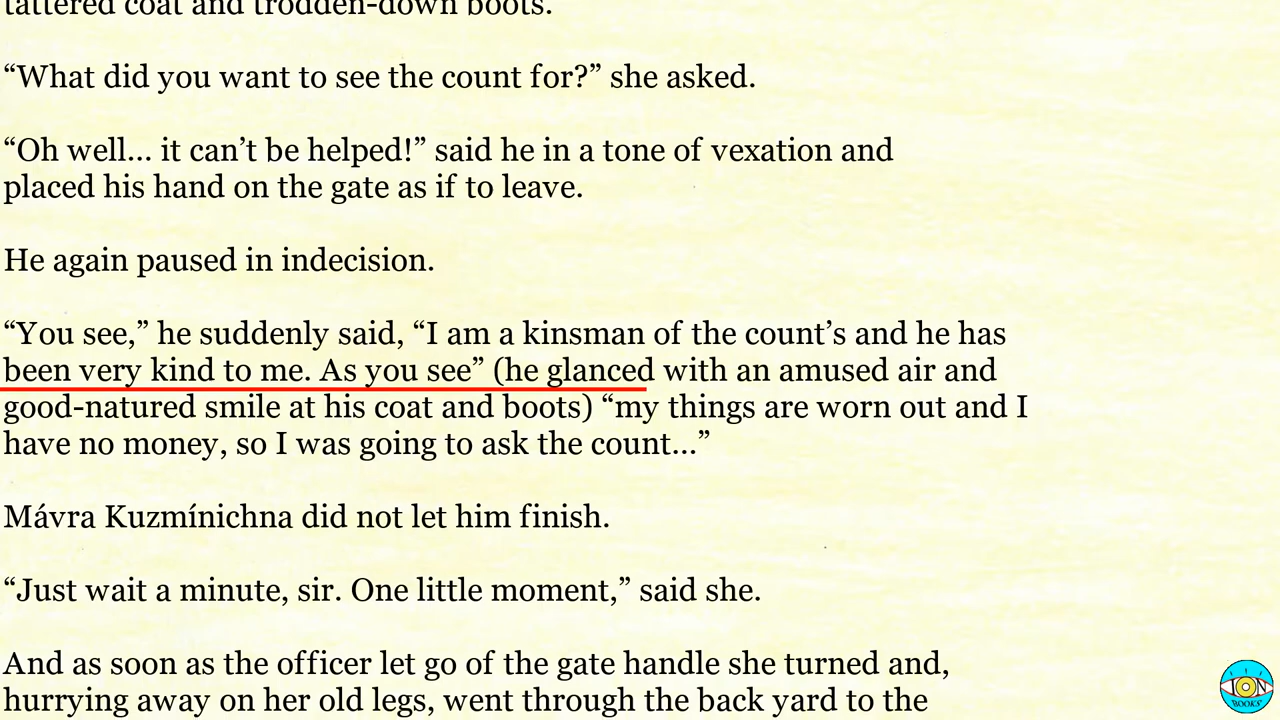 tattered coat and trodden-down boots.
“What did you want to see the count for?” she asked.
“Oh well... it can’t be helped!” said he in a tone of vexation and
placed his hand on the gate as if to leave.
He again paused in indecision.
“You see,” he suddenly said, “I am a kinsman of the count’s and he has
been very kind to me. As you see” (he glanced with an amused air and
good-natured smile at his coat and boots) “my things are worn out and I
have no money, so I was going to ask the count...”
Mávra Kuzmínichna did not let him finish.
“Just wait a minute, sir. One little moment,” said she.
And as soon as the officer let go of the gate handle she turned and,
hurrying away on her old legs, went through the back yard to the
ION
BOOKS